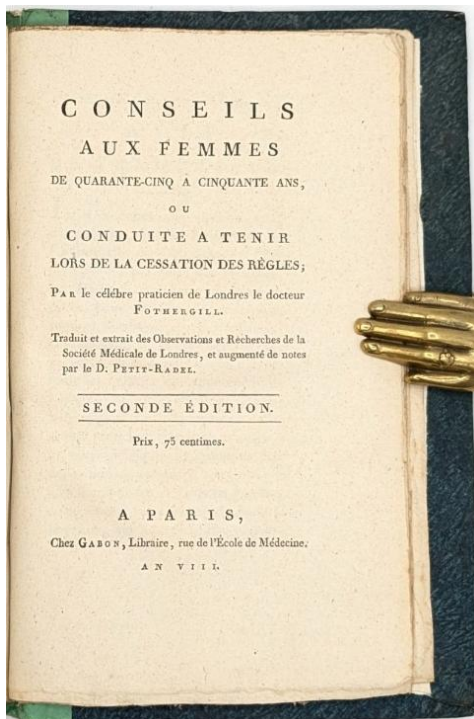 CONSEILS
AUX FEMMES
DE QUARANTE-CINQ A CINQUANTE ANS,
OU
CONDUITE A TENIR
LORS DE LA CESSATION DES RÈGLES;
PAR le célébre praticien de Londres le docteur
FOTHERGILL.
Traduit et extrait des Observations et Recherches de la
Société Médicale de Londres, et augmenté de notes
par le D. PETIT-RADEL.
SECONDE ÉDITION.
Prix, 75 centimes.
A PARIS,
Chez GABON, Libraire, rue de l'École de Médecine.
AN VIII.